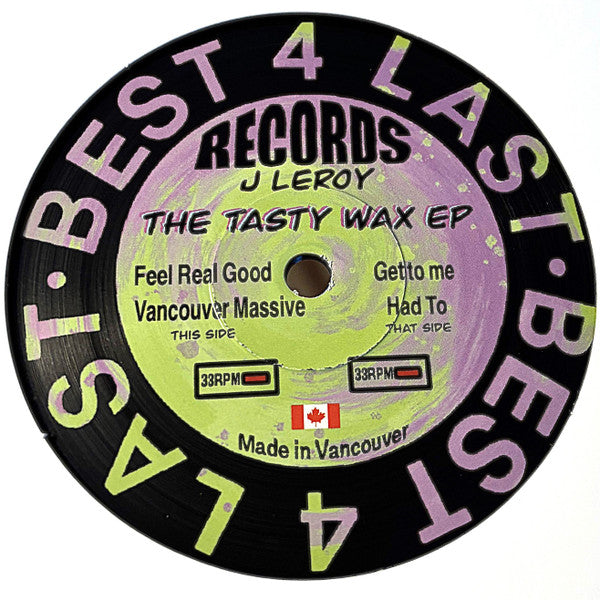 BEST 4 LAST · BEST 4 LAST ·
RECORDS
J LEROY
THE TASTY WAX EP
Feel Real Good
Vancouver Massive
THIS SIDE
Get to me
Had To
THAT SIDE
33RPM
33RPM
Made in Vancouver